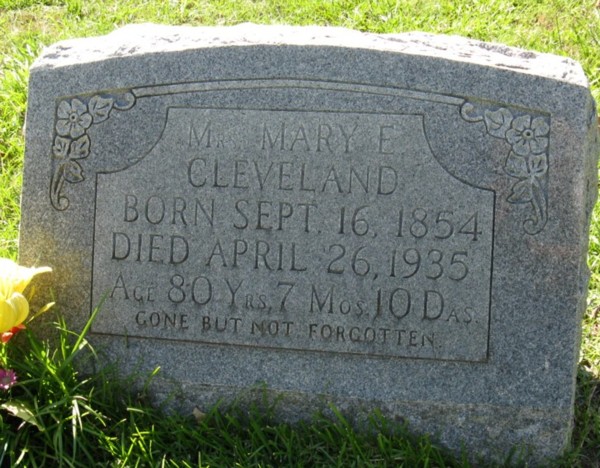 Mrs. MARY E.
CLEVELAND
BORN SEPT. 16, 1854
DIED APRIL 26, 1935
AGE 80 YRS, 7 MOS. 10 DAS.
GONE BUT NOT FORGOTTEN